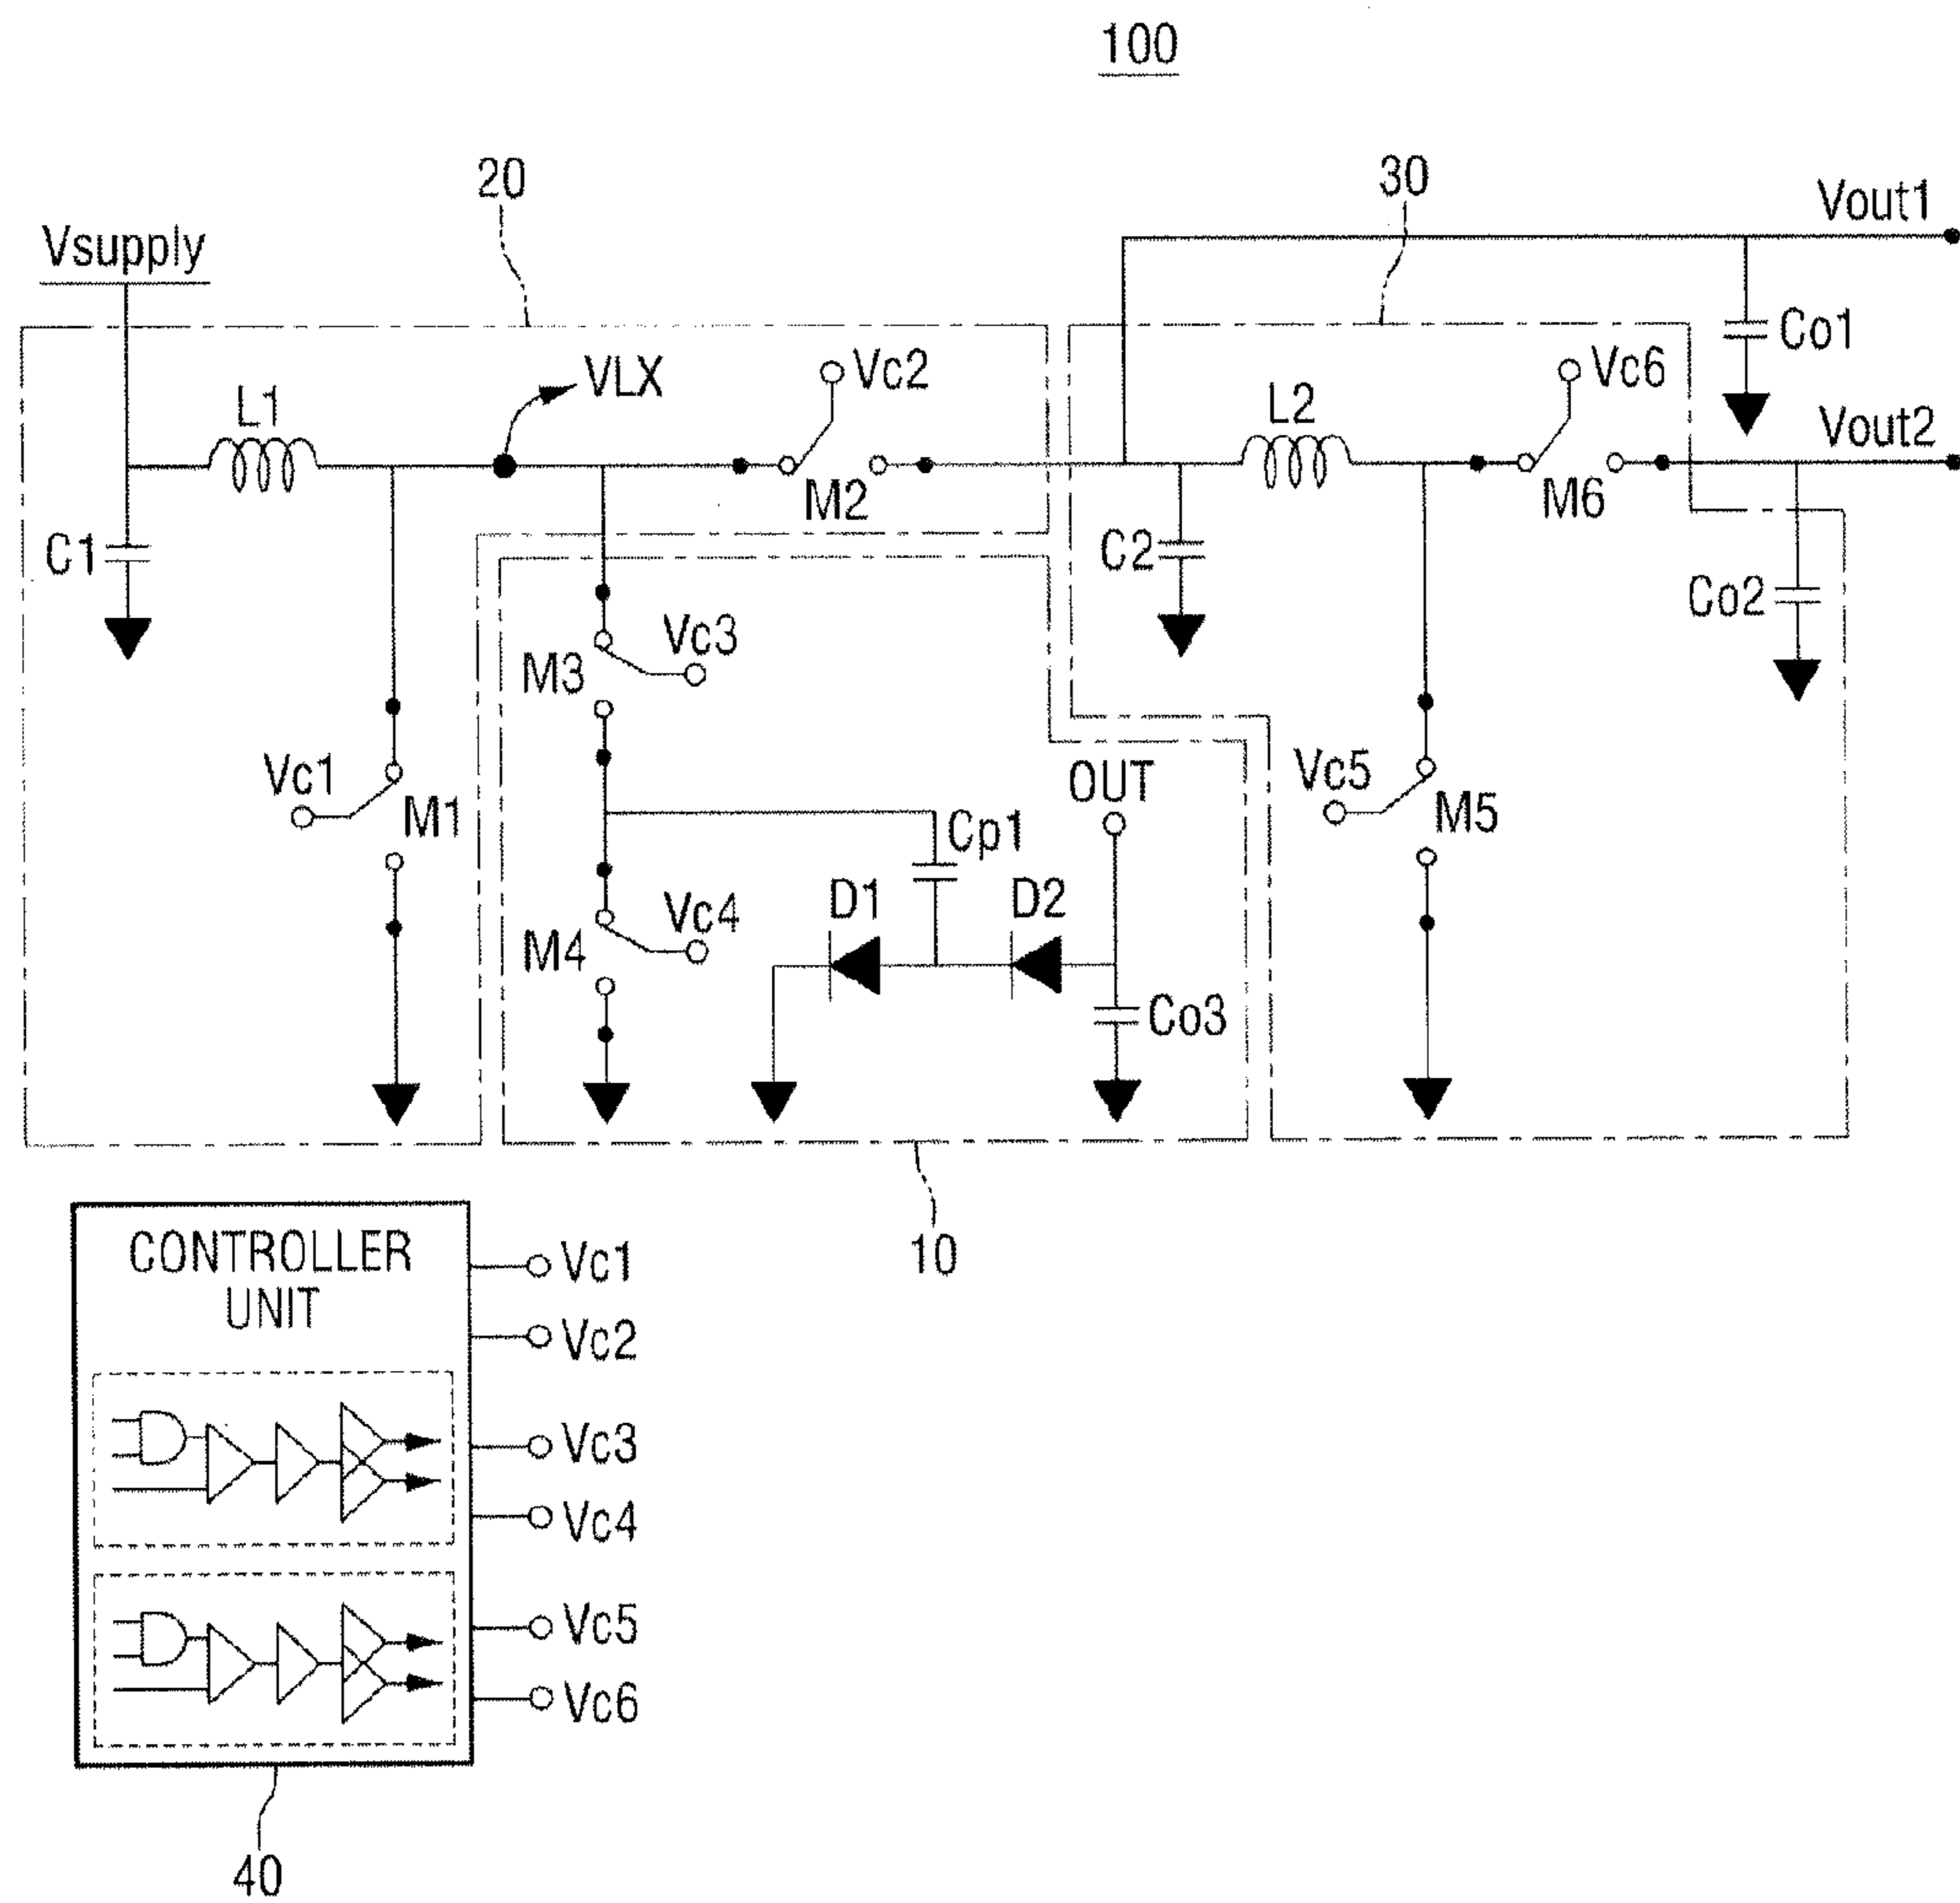 100
20
30
Vsupply
Vout1
VLX
Vc2
Vc6
Co1
L1
L2
Vout2
M2
M6
C1
C2
Co2
M3
Vc3
Vc1
M1
OUT
Vc5
M5
Cp1
D1
D2
Vc4
M4
Co3
10
CONTROLLER
UNIT
Vc1
Vc2
Vc3
Vc4
Vc5
Vc6
40